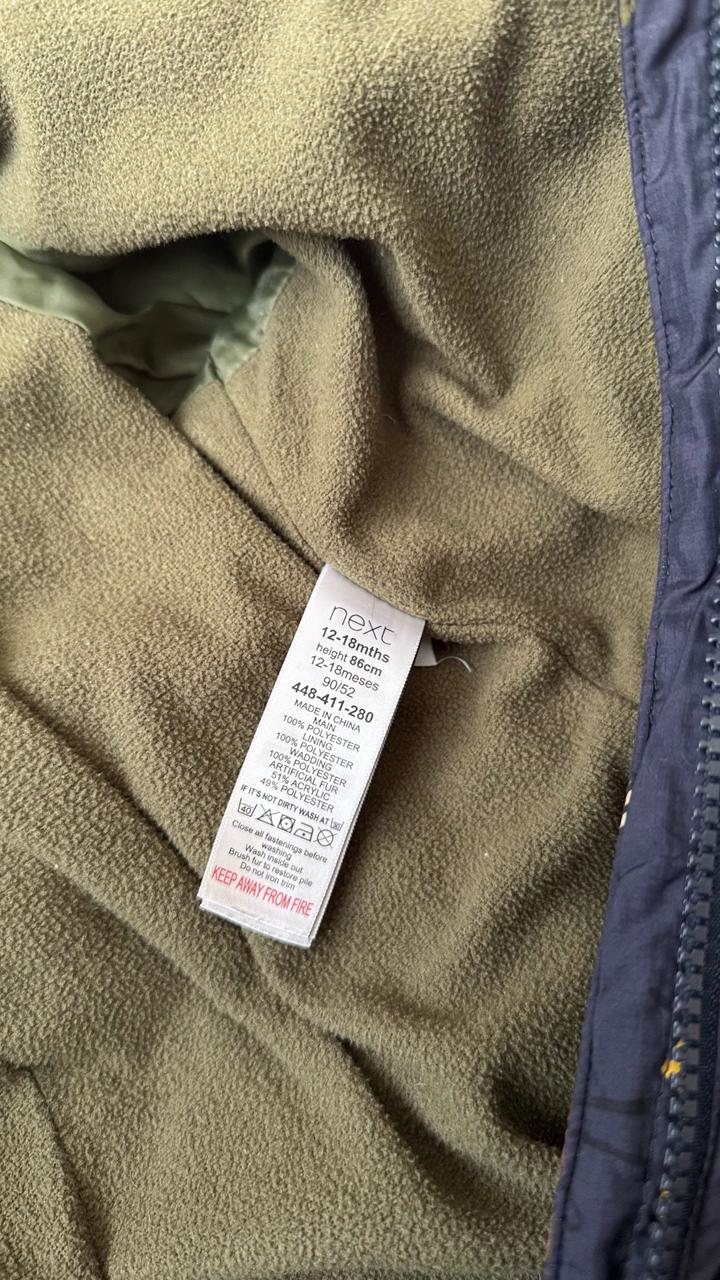 next
12-18mths
height 86cm
12-18meses
90/52
448-411-280
MADE IN CHINA
MAIN
100% POLYESTER
LINING
100% POLYESTER
WADDING
100% POLYESTER
ARTIFICIAL FUR
51% ACRYLIC
49% POLYESTER
IF IT'S NOT DIRTY WASH AT 30
40
Close all fastenings before
washing
Wash inside out
Brush fur to restore pile
Do not iron trim
KEEP AWAY FROM FIRE